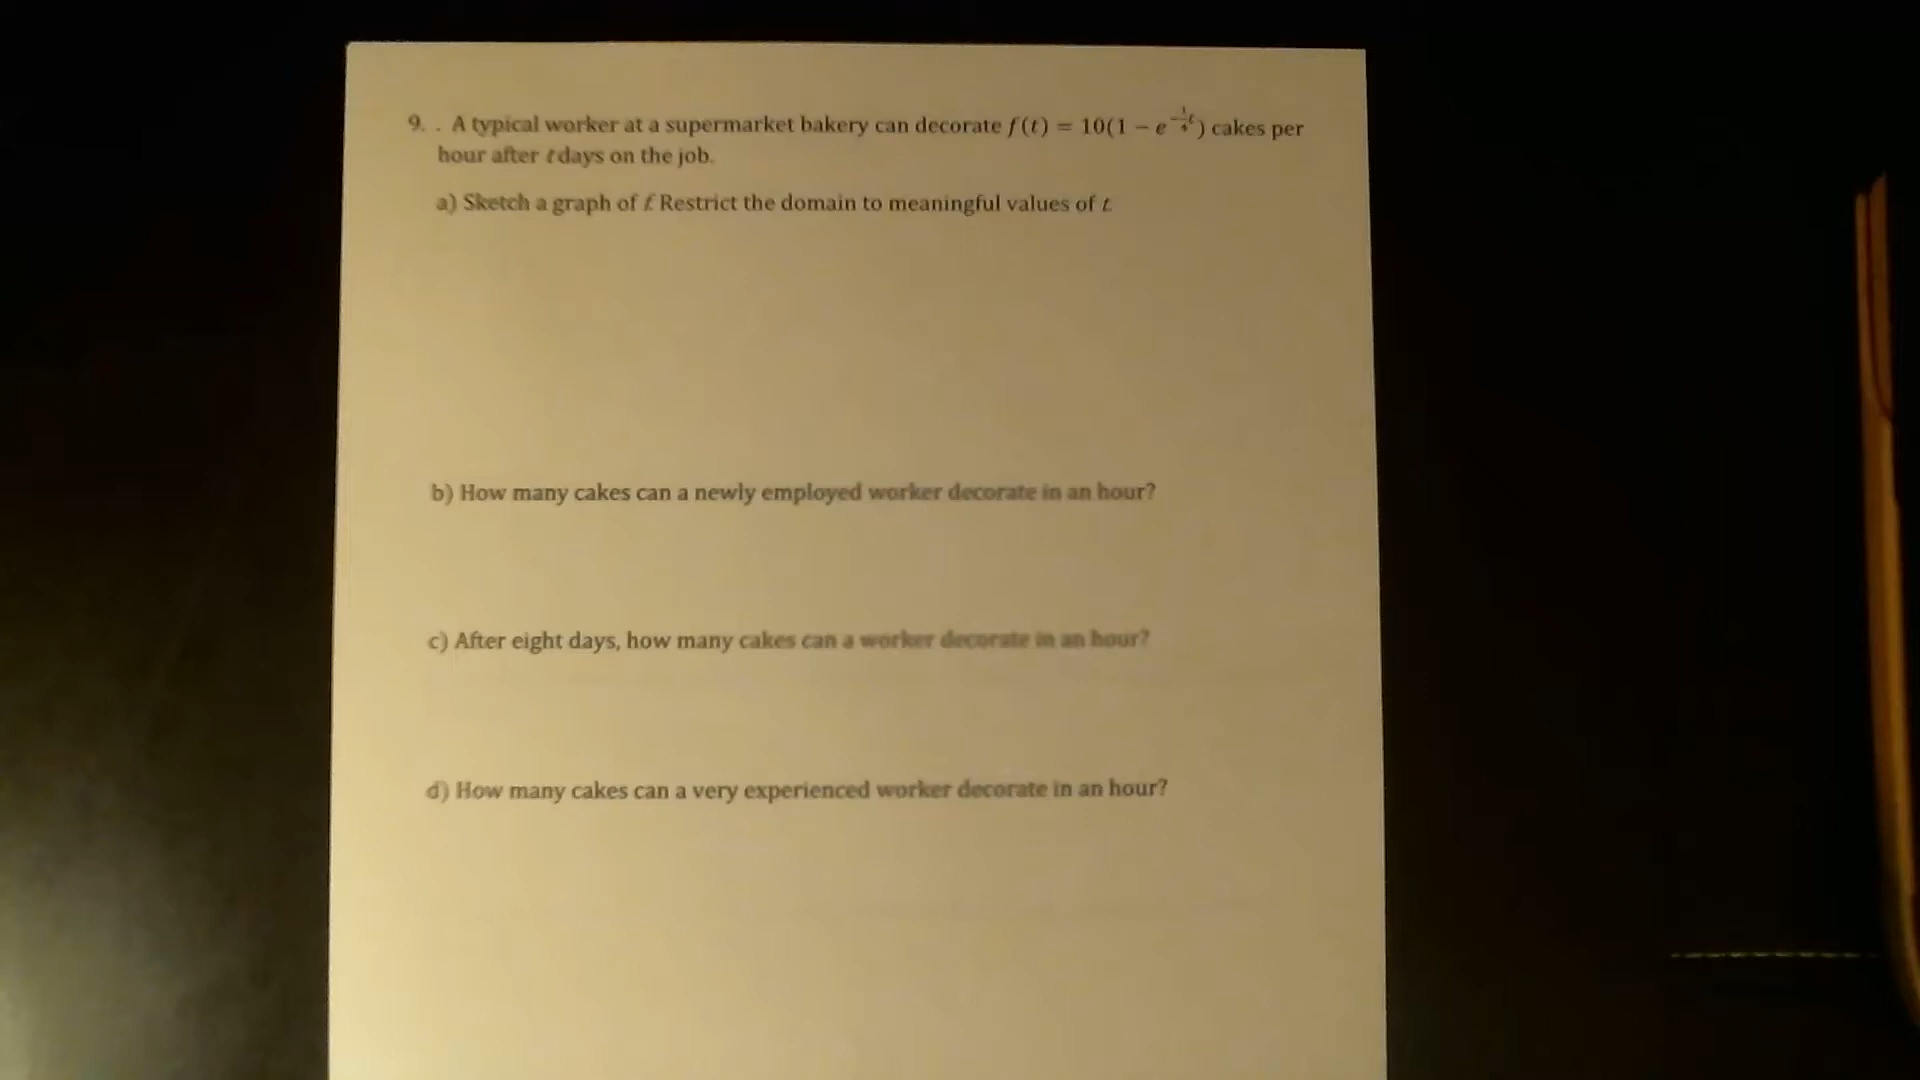 9. . A typical worker at a supermarket bakery can decorate f(t) = 10(1 − e^{−\frac{1}{4}t}) cakes per
hour after t days on the job.
a) Sketch a graph of f. Restrict the domain to meaningful values of t.
b) How many cakes can a newly employed worker decorate in an hour?
c) After eight days, how many cakes can a worker decorate in an hour?
d) How many cakes can a very experienced worker decorate in an hour?